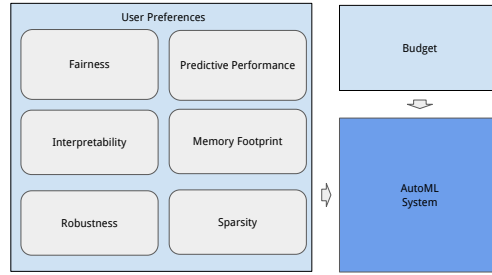 User Preferences
Fairness
Predictive Performance
Interpretability
Memory Footprint
Robustness
Sparsity
Budget
AutoML
System